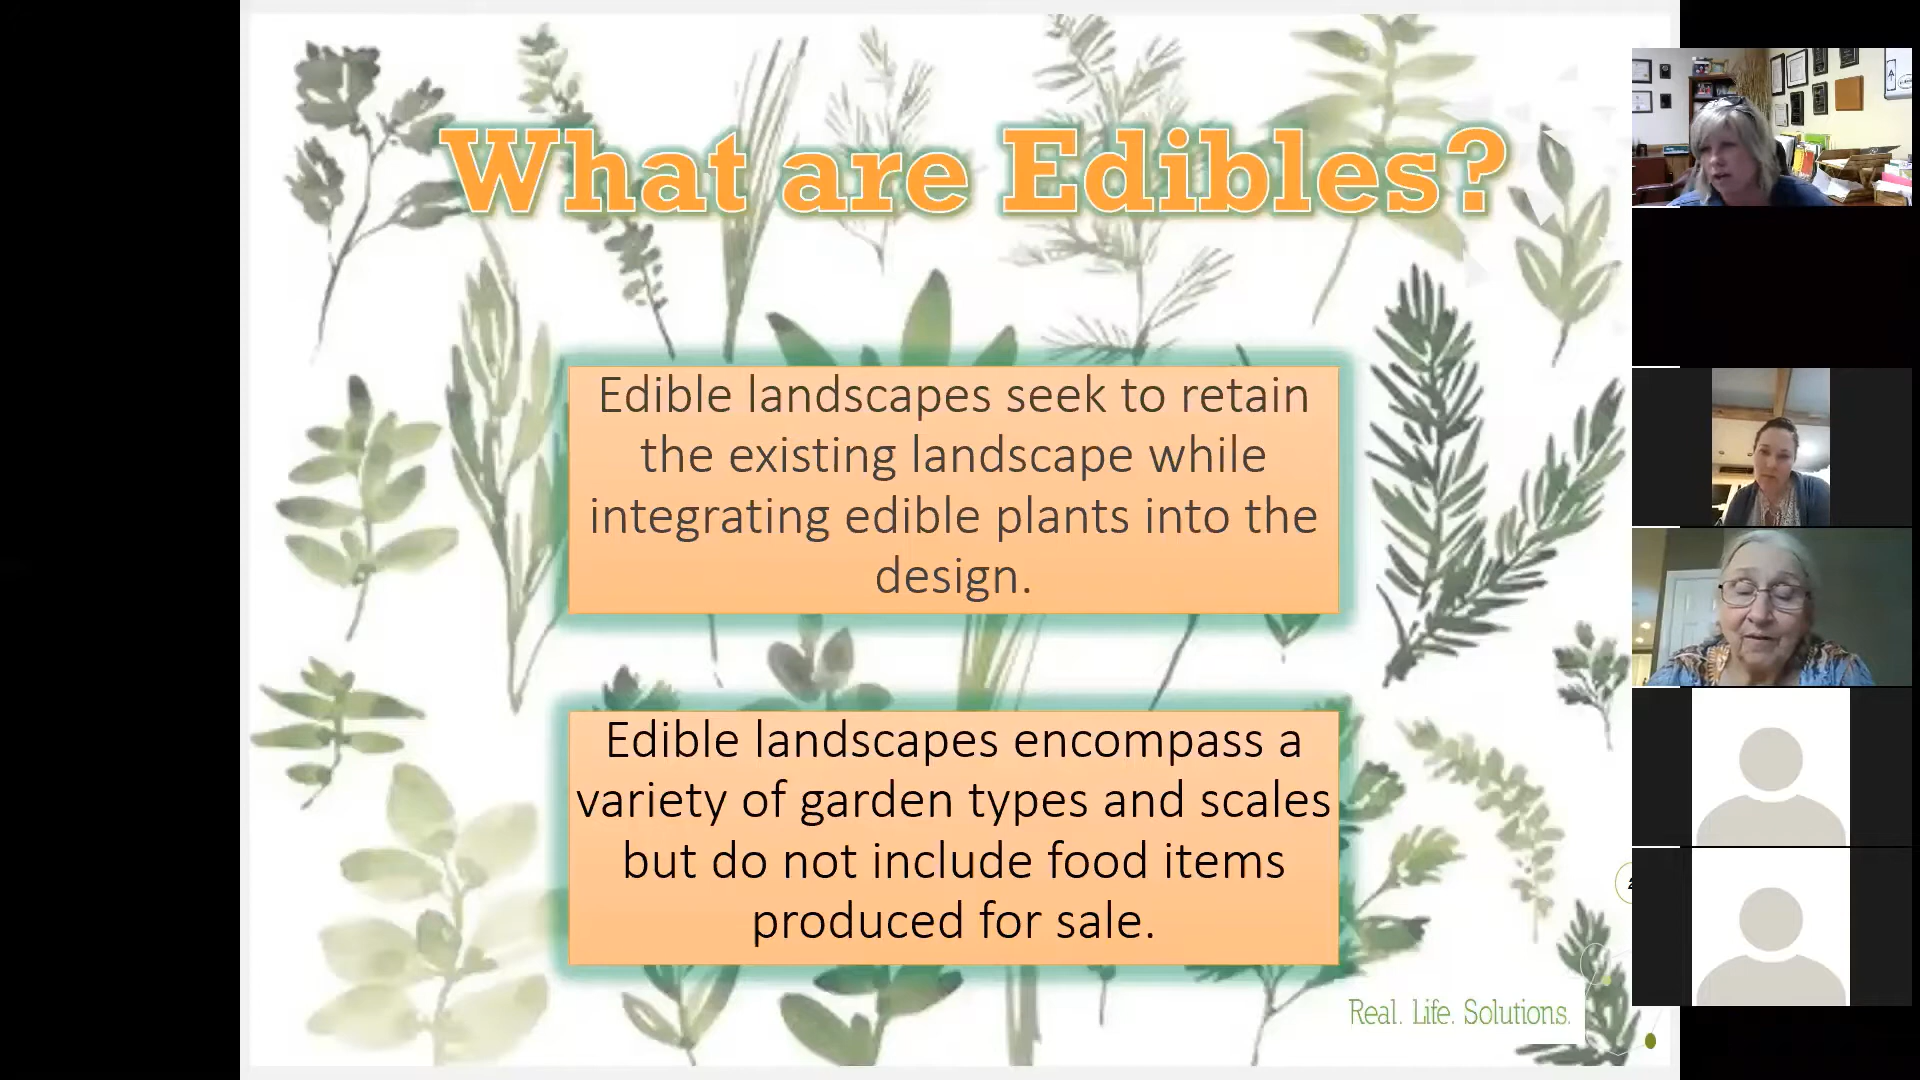 What are Edibles?
Edible landscapes seek to retain
the existing landscape while
integrating edible plants into the
design.
Edible landscapes encompass a
variety of garden types and scales
but do not include food items
produced for sale.
Real. Life. Solutions.